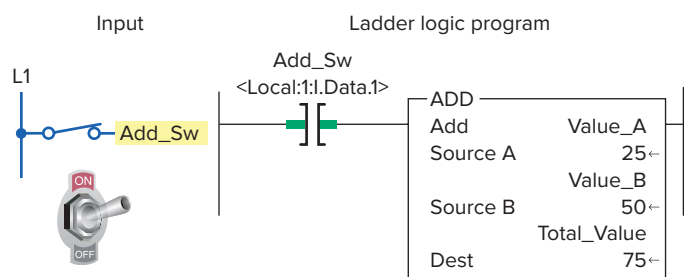 Input
Ladder logic program
L1
Add_Sw
ON
OFF
Add_Sw
<Local:1:I.Data.1>
ADD
Add Value_A
Source A 25←
Value_B
Source B 50←
Total_Value
Dest 75←